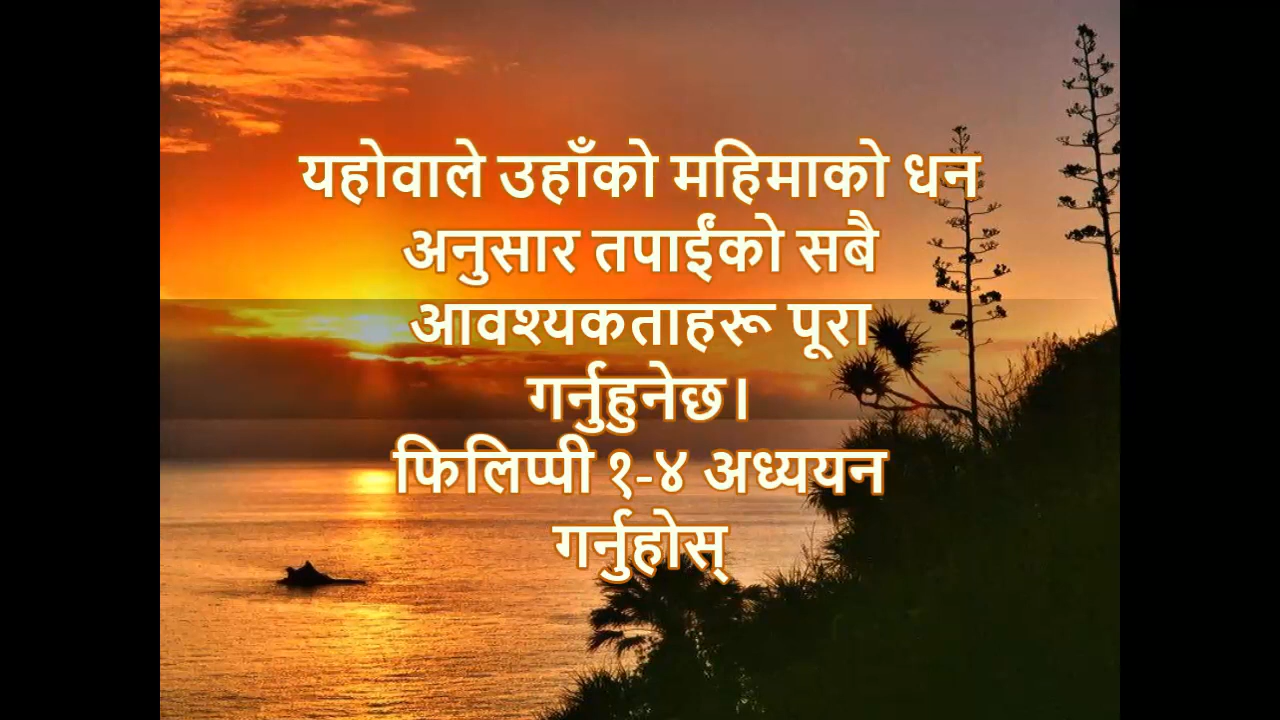 यहोवाले उहाँको महिमाको धन
अनुसार तपाईंको सबै
आवश्यकताहरू पूरा
गर्नुहुनेछ।
फिलिप्पी १-४ अध्ययन
गर्नुहोस्